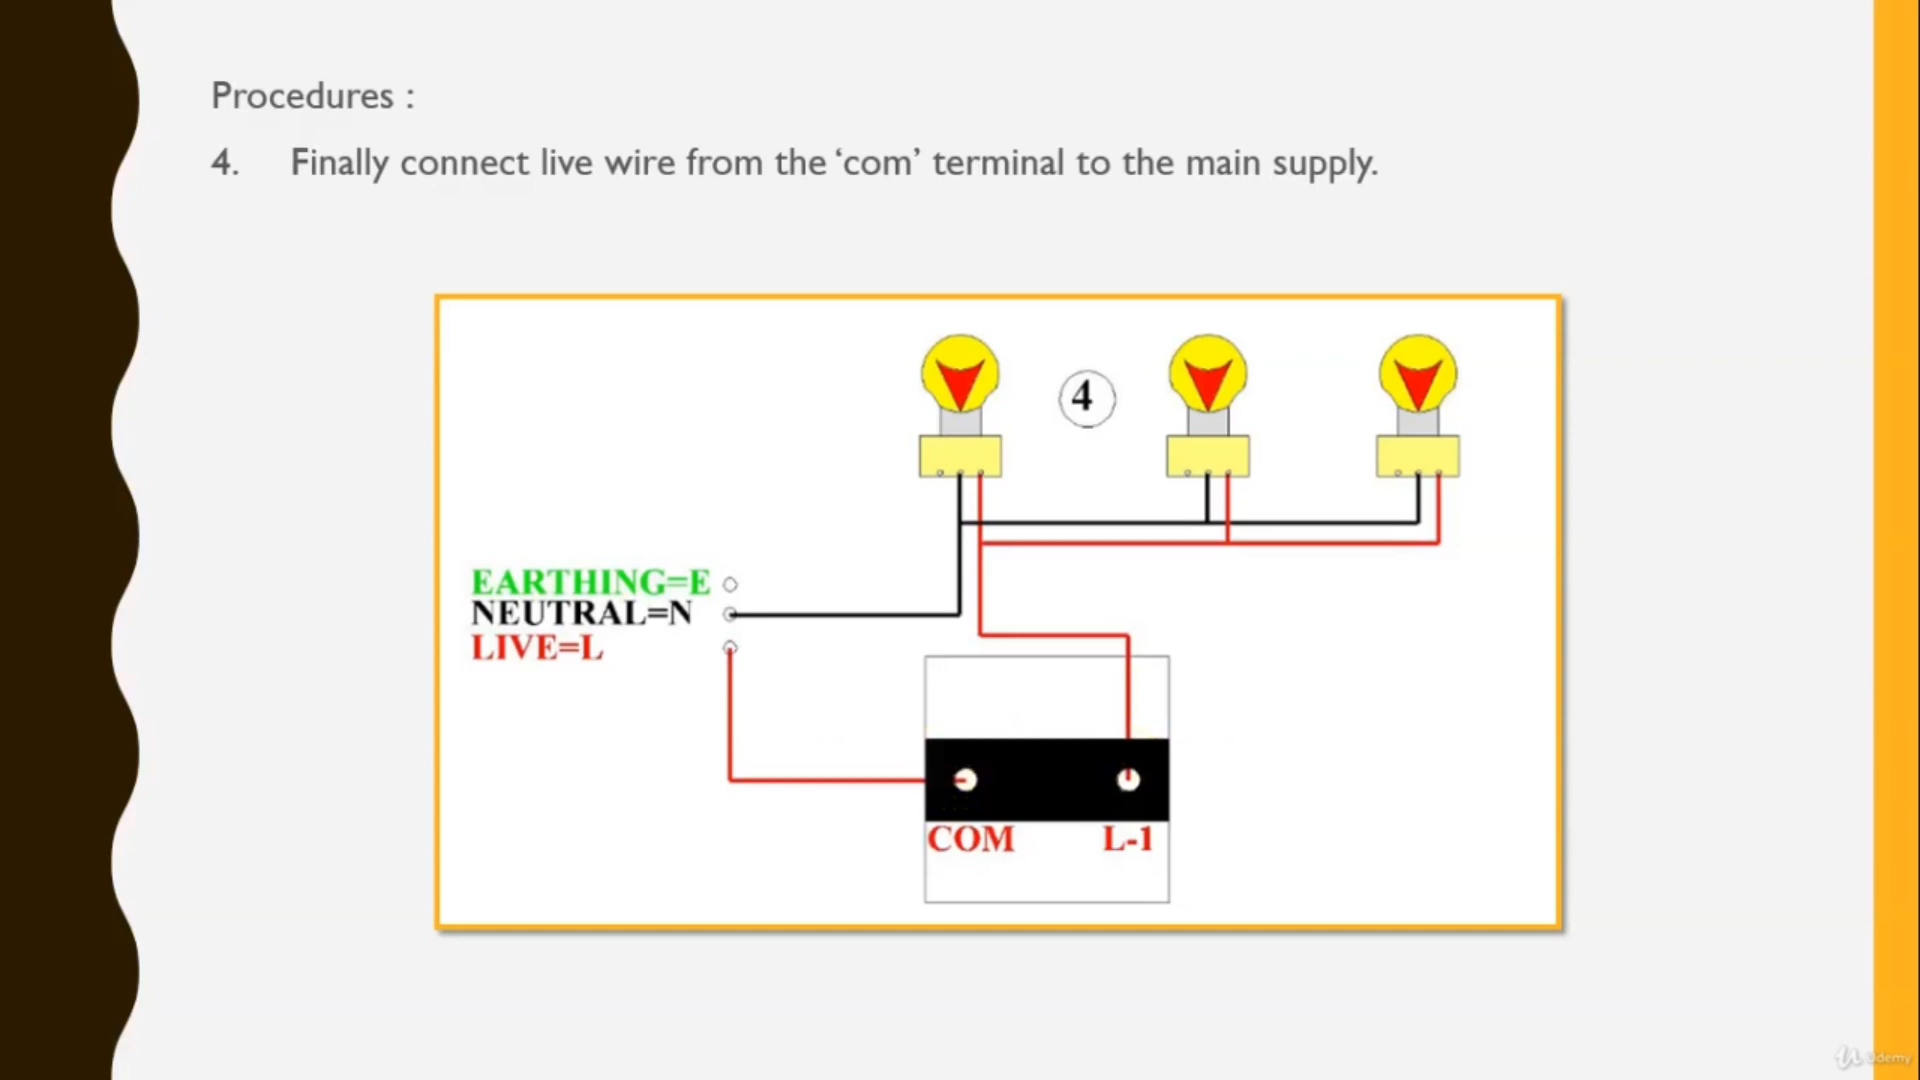 Procedures :
4. Finally connect live wire from the ‘com’ terminal to the main supply.
4
EARTHING=E
NEUTRAL=N
LIVE=L
COM L-1
Udemy